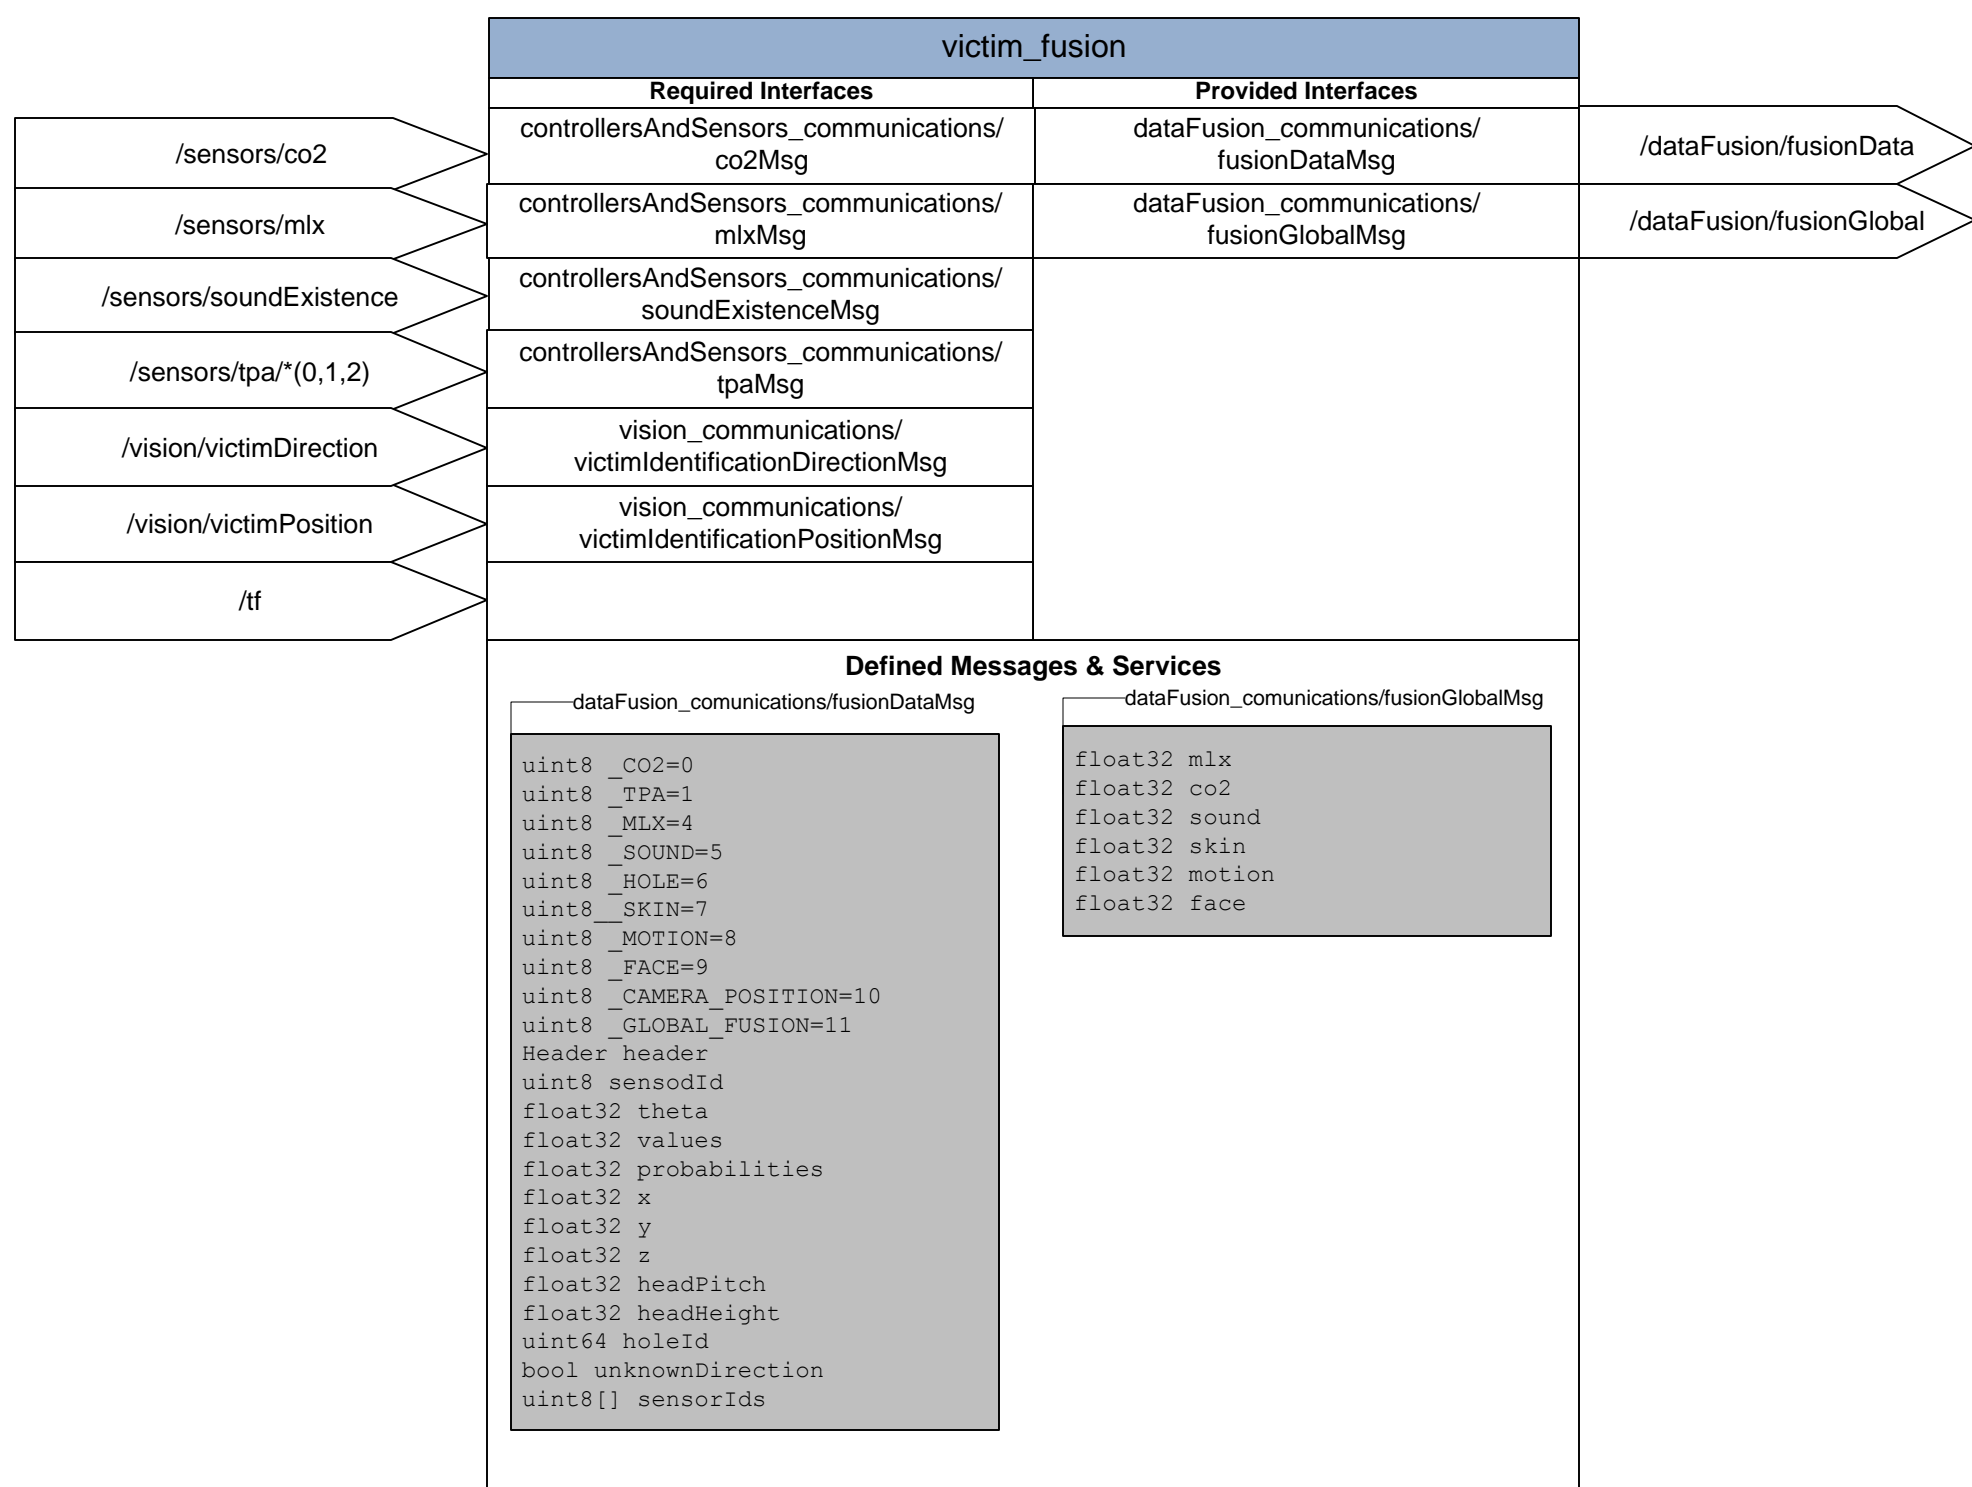 victim_fusion
Required Interfaces
Provided Interfaces
/sensors/co2
controllersAndSensors_communications/
co2Msg
dataFusion_communications/
fusionDataMsg
/dataFusion/fusionData
/sensors/mlx
controllersAndSensors_communications/
mlxMsg
dataFusion_communications/
fusionGlobalMsg
/dataFusion/fusionGlobal
/sensors/soundExistence
controllersAndSensors_communications/
soundExistenceMsg
/sensors/tpa/*(0,1,2)
controllersAndSensors_communications/
tpaMsg
/vision/victimDirection
vision_communications/
victimIdentificationDirectionMsg
/vision/victimPosition
vision_communications/
victimIdentificationPositionMsg
/tf
Defined Messages & Services
dataFusion_comunications/fusionDataMsg
uint8 _CO2=0
uint8 _TPA=1
uint8 _MLX=4
uint8 _SOUND=5
uint8 _HOLE=6
uint8__SKIN=7
uint8 _MOTION=8
uint8 _FACE=9
uint8 _CAMERA_POSITION=10
uint8 _GLOBAL_FUSION=11
Header header
uint8 sensodId
float32 theta
float32 values
float32 probabilities
float32 x
float32 y
float32 z
float32 headPitch
float32 headHeight
uint64 holeId
bool unknownDirection
uint8[] sensorIds
dataFusion_comunications/fusionGlobalMsg
float32 mlx
float32 co2
float32 sound
float32 skin
float32 motion
float32 face